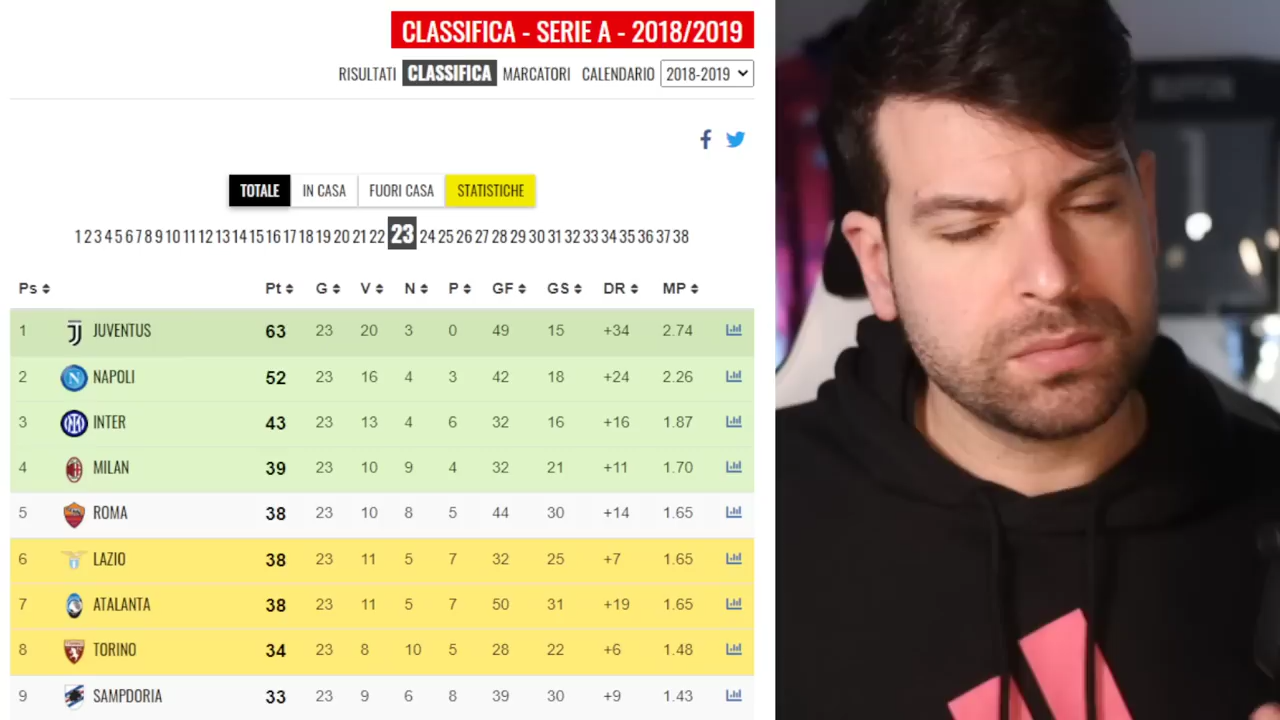 CLASSIFICA - SERIE A - 2018/2019
RISULTATI CLASSIFICA MARCATORI CALENDARIO 2018-2019
TOTALE IN CASA FUORI CASA STATISTICHE
1 2 3 4 5 6 7 8 9 10 11 12 13 14 15 16 17 18 19 20 21 22 23 24 25 26 27 28 29 30 31 32 33 34 35 36 37 38
Ps Pt G V N P GF GS DR MP
1 JUVENTUS 63 23 20 3 0 49 15 +34 2.74
2 NAPOLI 52 23 16 4 3 42 18 +24 2.26
3 INTER 43 23 13 4 6 32 16 +16 1.87
4 MILAN 39 23 10 9 4 32 21 +11 1.70
5 ROMA 38 23 10 8 5 44 30 +14 1.65
6 LAZIO 38 23 11 5 7 32 25 +7 1.65
7 ATALANTA 38 23 11 5 7 50 31 +19 1.65
8 TORINO 34 23 8 10 5 28 22 +6 1.48
9 SAMPDORIA 33 23 9 6 8 39 30 +9 1.43